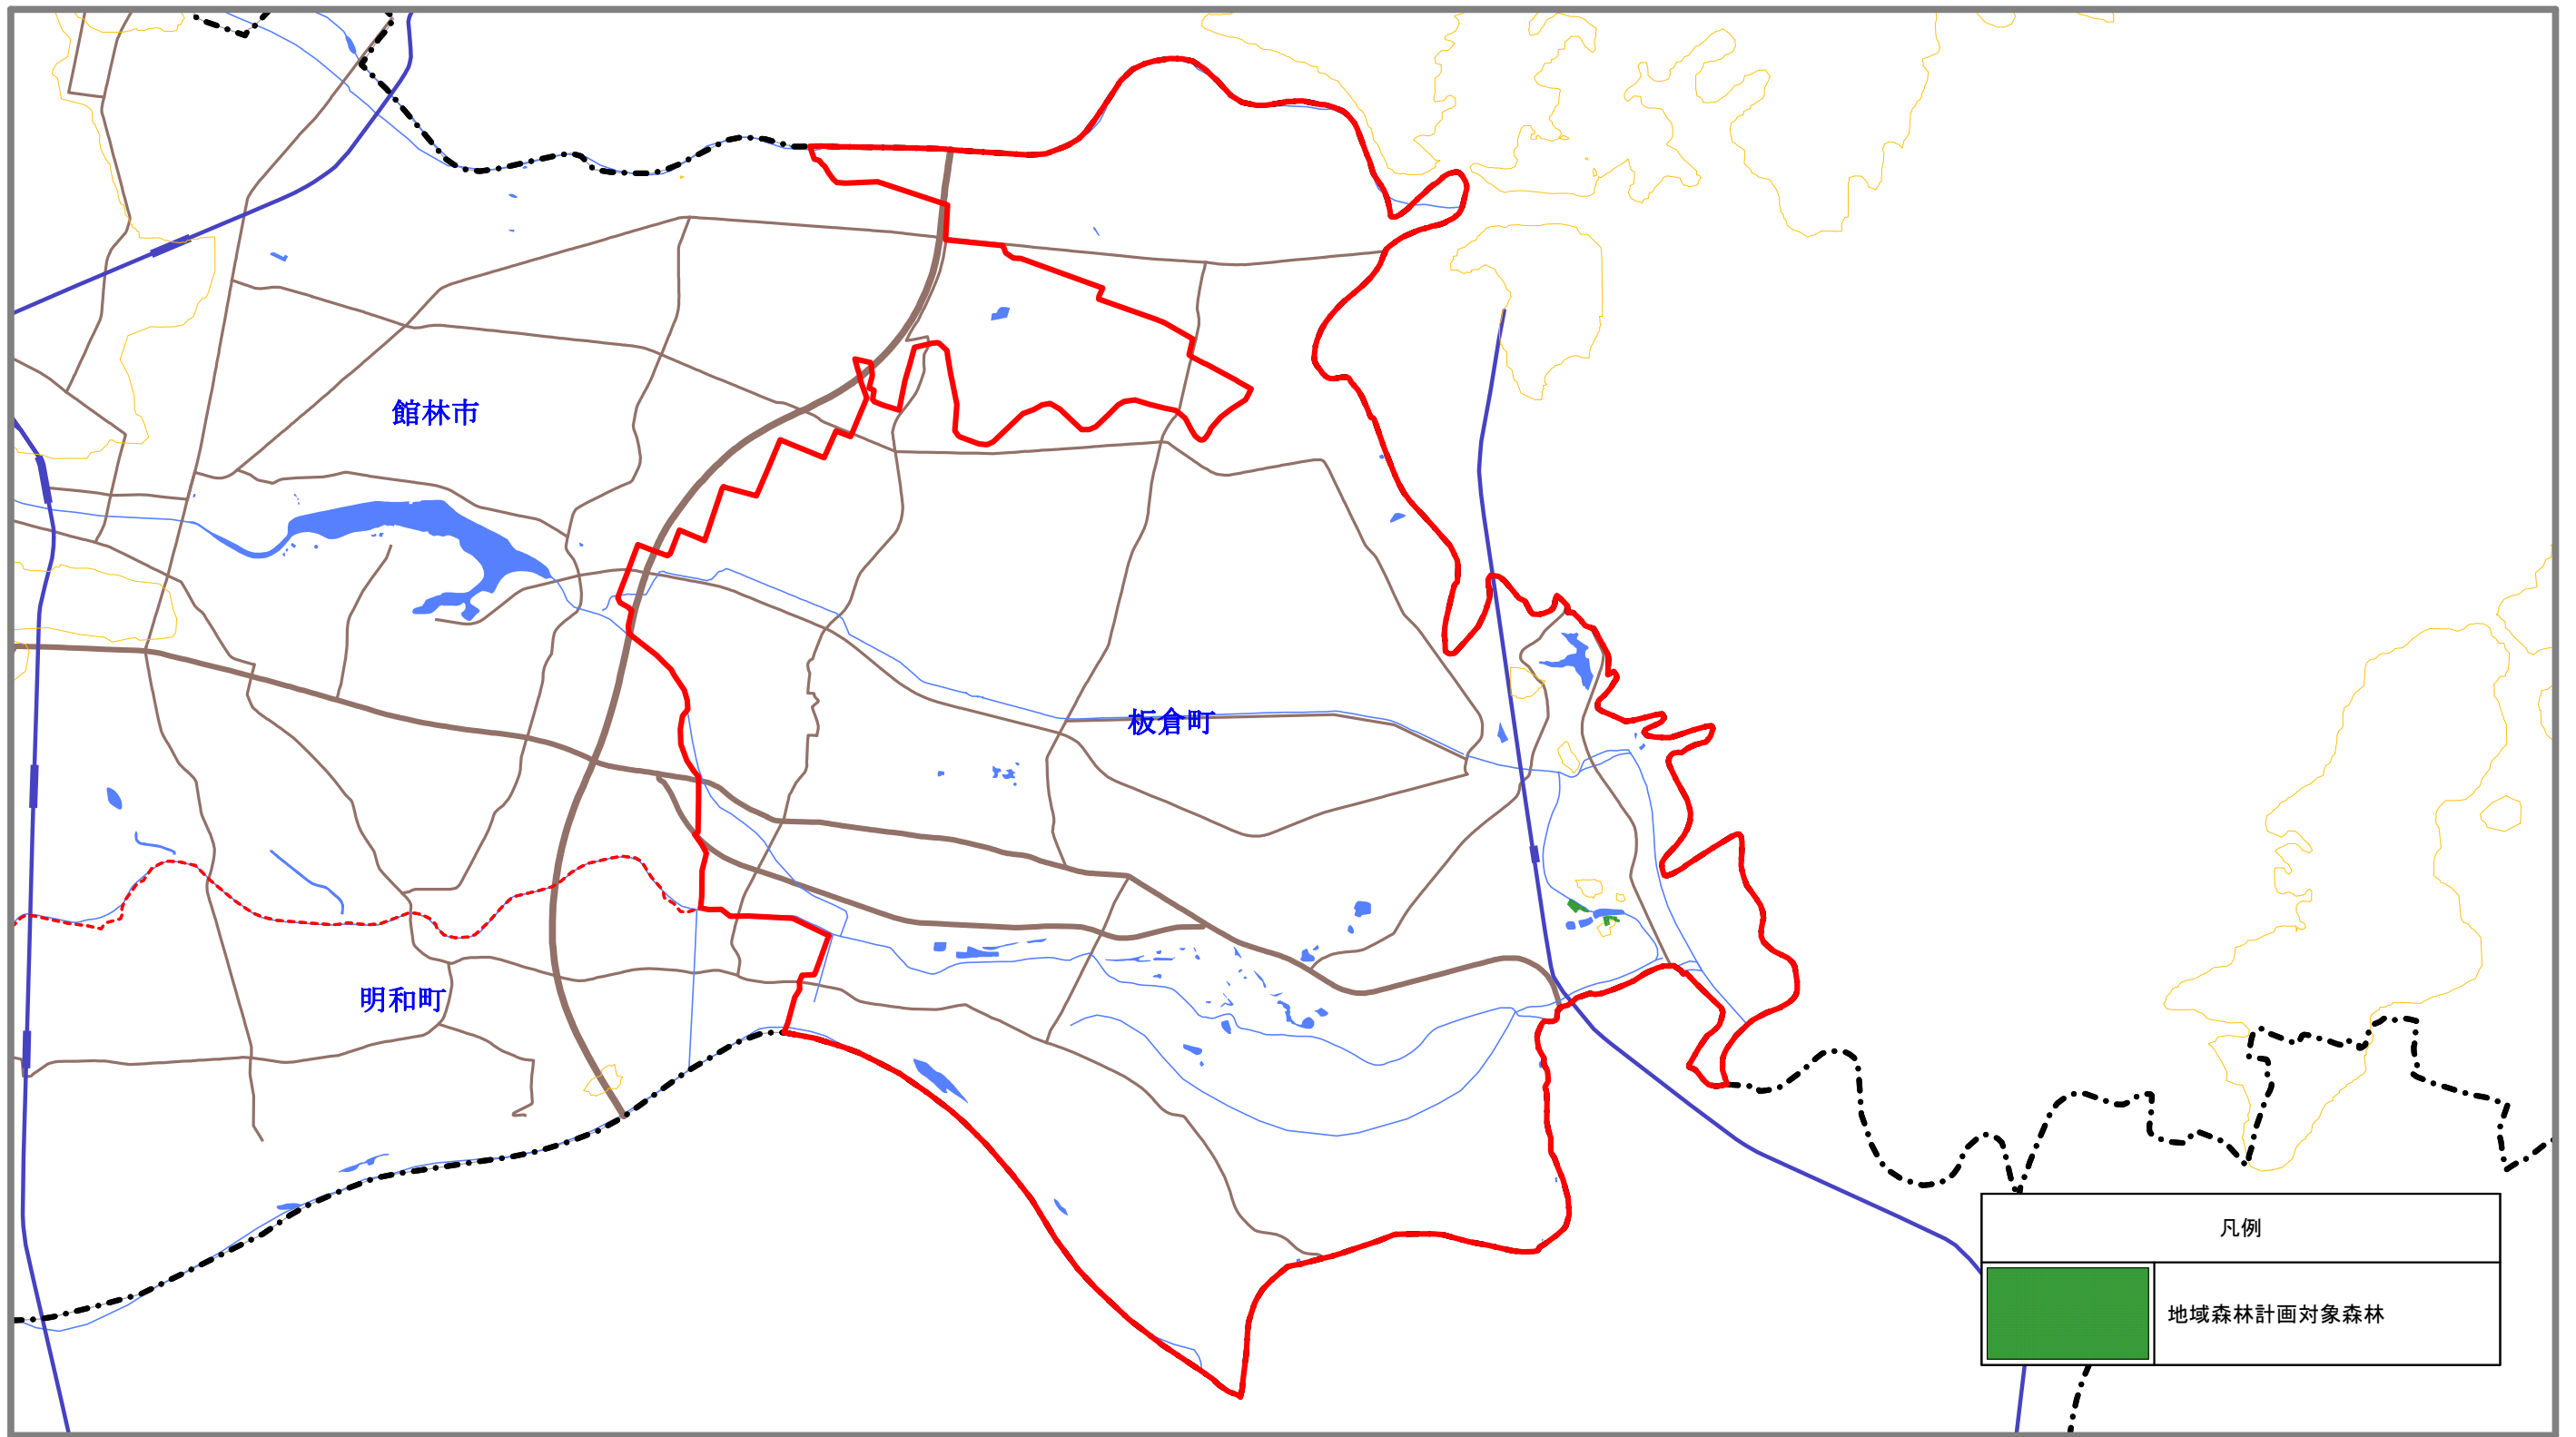 館林市
板倉町
明和町
凡例
地域森林計画対象森林